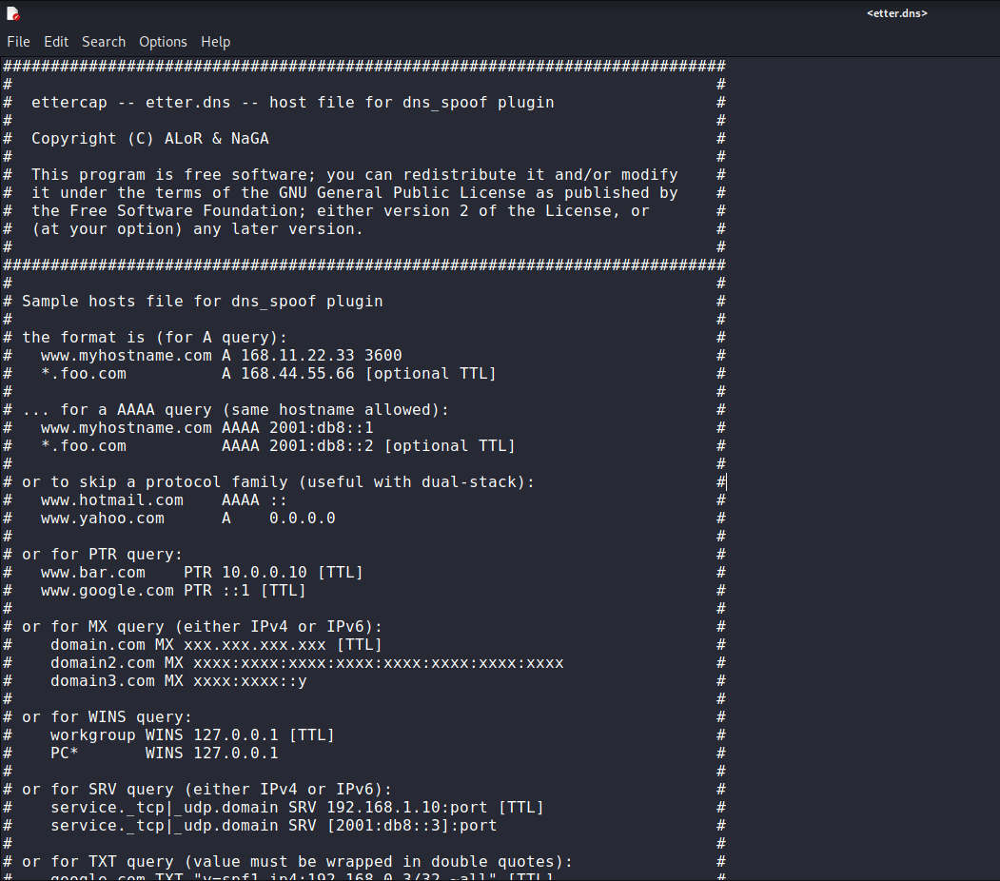 <etter.dns>
File Edit Search Options Help
###########################################################################
# #
# ettercap -- etter.dns -- host file for dns_spoof plugin #
# #
# Copyright (C) ALoR & NaGA #
# #
# This program is free software; you can redistribute it and/or modify #
# it under the terms of the GNU General Public License as published by #
# the Free Software Foundation; either version 2 of the License, or #
# (at your option) any later version. #
# #
###########################################################################
# #
# Sample hosts file for dns_spoof plugin #
# #
# the format is (for A query): #
# www.myhostname.com A 168.11.22.33 3600 #
# *.foo.com A 168.44.55.66 [optional TTL] #
# #
# ... for a AAAA query (same hostname allowed): #
# www.myhostname.com AAAA 2001:db8::1 #
# *.foo.com AAAA 2001:db8::2 [optional TTL] #
# #
# or to skip a protocol family (useful with dual-stack): #
# www.hotmail.com AAAA :: #
# www.yahoo.com A 0.0.0.0 #
# #
# or for PTR query: #
# www.bar.com PTR 10.0.0.10 [TTL] #
# www.google.com PTR ::1 [TTL] #
# #
# or for MX query (either IPv4 or IPv6): #
# domain.com MX xxx.xxx.xxx.xxx [TTL] #
# domain2.com MX xxxx:xxxx:xxxx:xxxx:xxxx:xxxx:xxxx:xxxx #
# domain3.com MX xxxx:xxxx::y #
# #
# or for WINS query: #
# workgroup WINS 127.0.0.1 [TTL] #
# PC* WINS 127.0.0.1 #
# #
# or for SRV query (either IPv4 or IPv6): #
# service._tcp|_udp.domain SRV 192.168.1.10:port [TTL] #
# service._tcp|_udp.domain SRV [2001:db8::3]:port #
# #
# or for TXT query (value must be wrapped in double quotes): #
# google.com TXT "v=spf1 ip4:192.168.0.3/32 ~all" [TTL] #